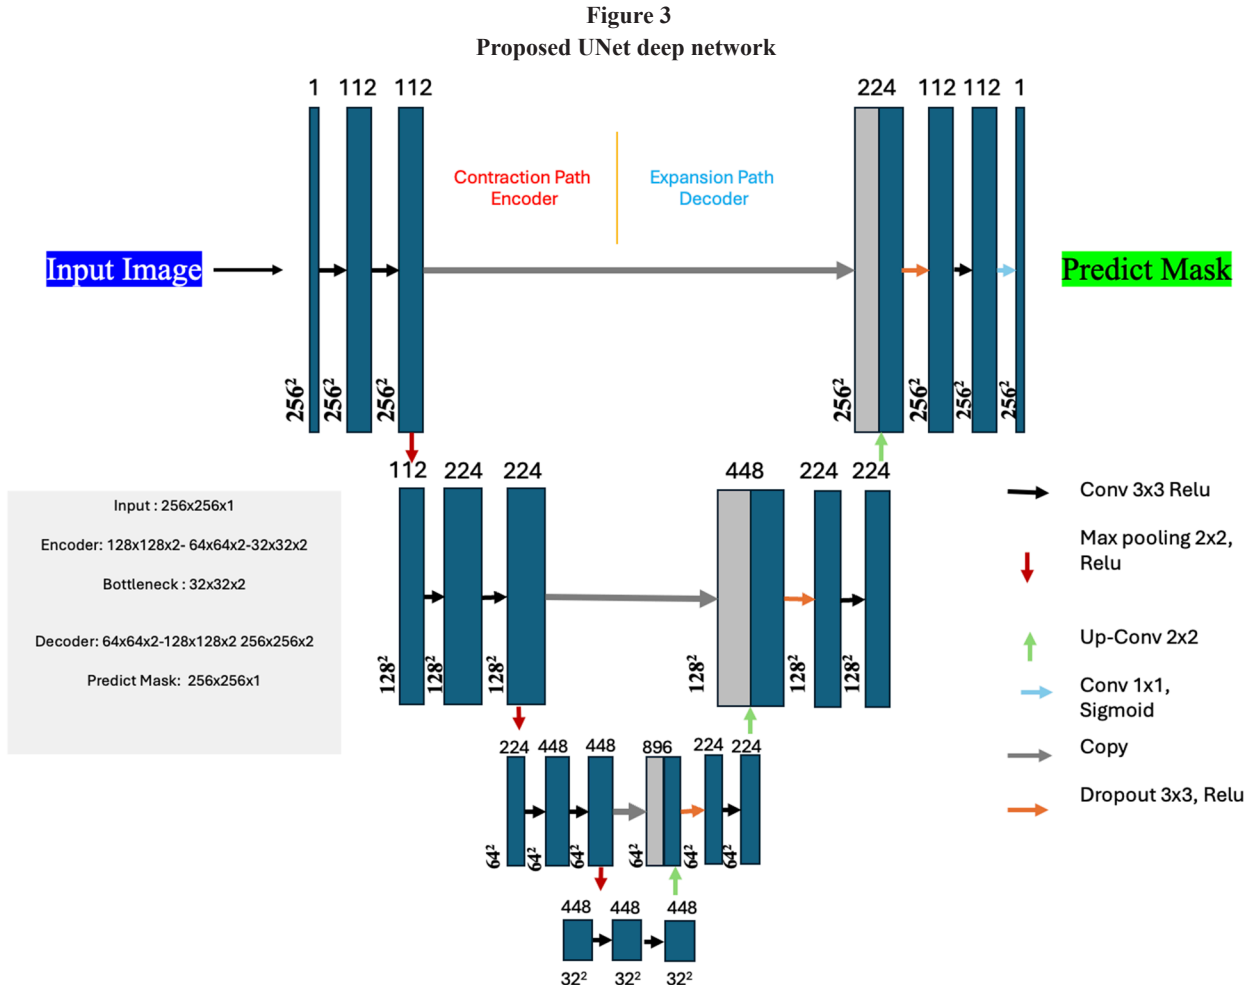 Figure 3
Proposed UNet deep network
1 112 112
224 112 112 1
Contraction Path
Encoder
Expansion Path
Decoder
Input Image
Predict Mask
256² 256² 256²
256² 256² 256² 256²
112 224 224
448 224 224
128² 128² 128²
128² 128² 128²
Input : 256x256x1
Encoder: 128x128x2- 64x64x2-32x32x2
Bottleneck : 32x32x2
Decoder: 64x64x2-128x128x2 256x256x2
Predict Mask: 256x256x1
224 448 448 896 224 224
64² 64² 64² 64² 64² 64²
448 448 448
32² 32² 32²
Conv 3x3 Relu
Max pooling 2x2,
Relu
Up-Conv 2x2
Conv 1x1,
Sigmoid
Copy
Dropout 3x3, Relu